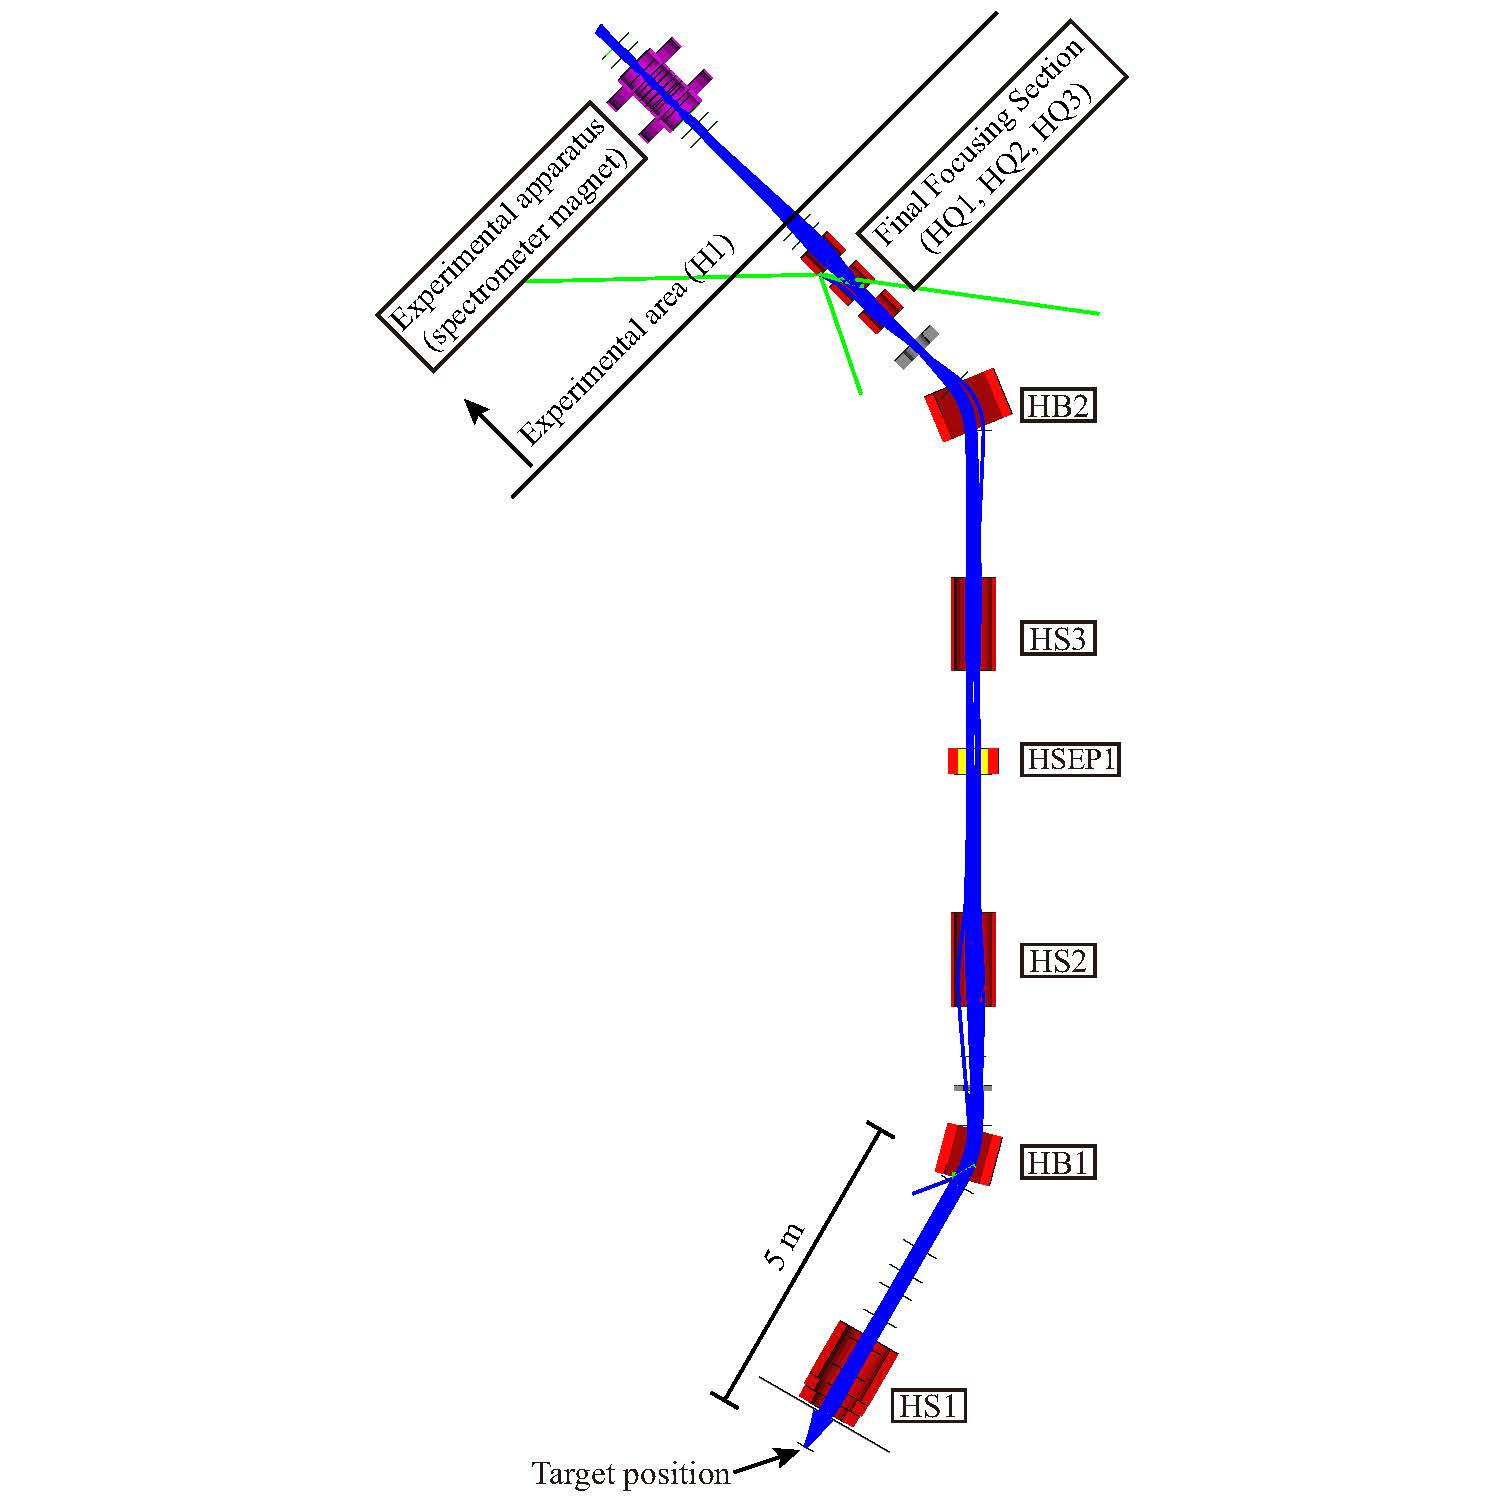 Experimental apparatus
(spectrometer magnet)
Experimental area (H1)
Final Focusing Section
(HQ1, HQ2, HQ3)
HB2
HS3
HSEP1
HS2
HB1
5 m
HS1
Target position